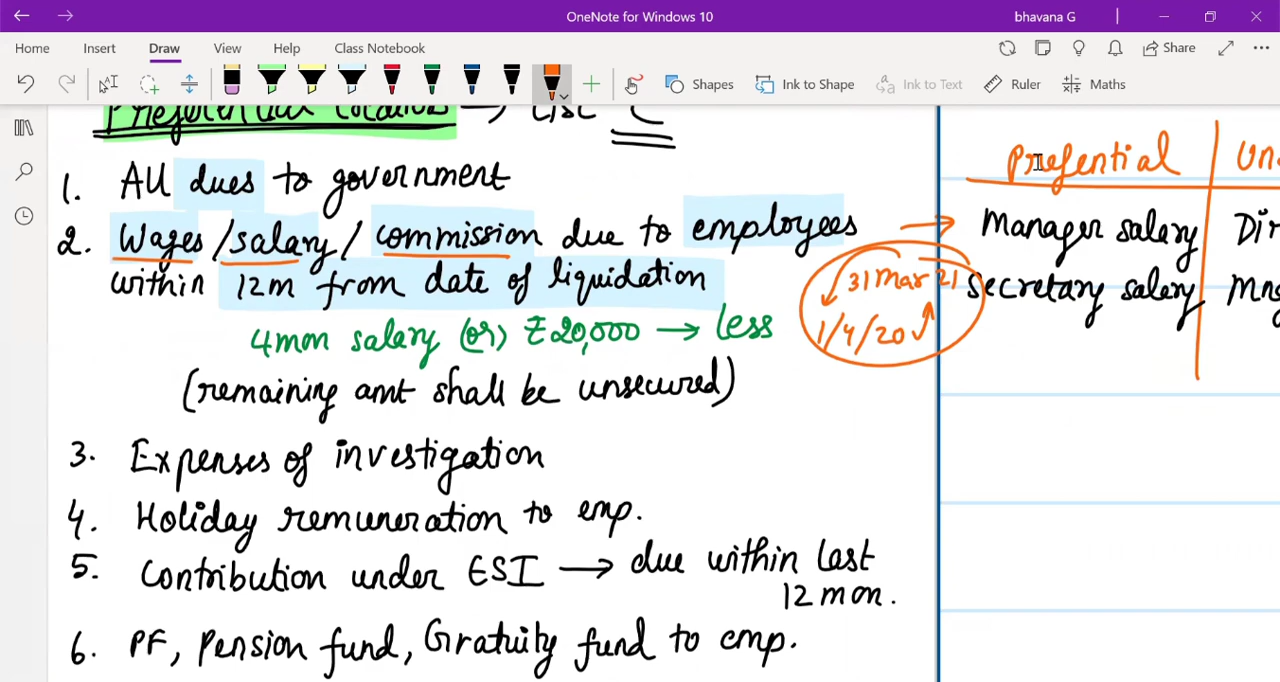 OneNote for Windows 10
bhavana G
Home Insert Draw View Help Class Notebook
Share
Shapes Ink to Shape Ink to Text Ruler Maths
→ List C
1. All dues to government
2. Wages /salary/ commission due to employees
within 12m from date of liquidation
4mon salary (or) ₹20,000 → less
(remaining amt shall be unsecured)
3. Expenses of investigation
4. Holiday remuneration to emp.
5. Contribution under ESI → due within last
12 mon.
6. PF, Pension fund, Gratuity fund to emp.
31 Mar 21
1/4/20
Prefential
Manager salary
Secretary salary